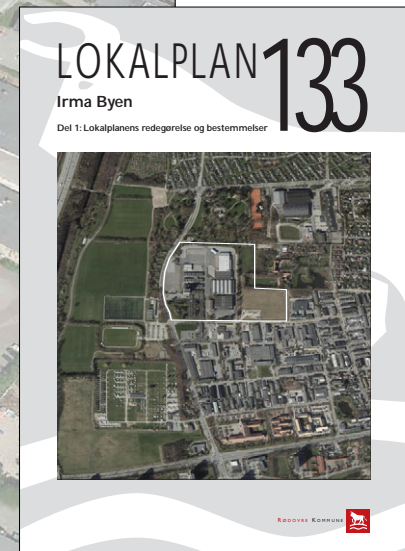 LOKALPLAN 133
Irma Byen
Del 1: Lokalplanens redegørelse og bestemmelser
RØDOVRE KOMMUNE